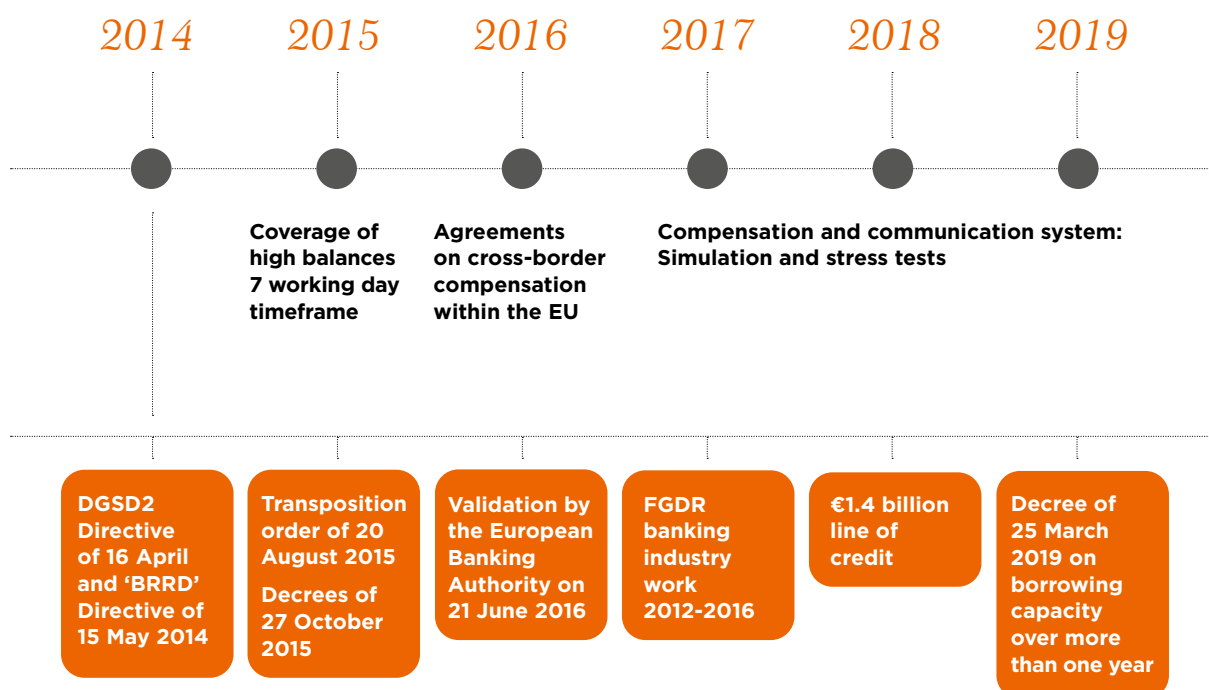 2014 2015 2016 2017 2018 2019
Coverage of
high balances
7 working day
timeframe
Agreements
on cross-border
compensation
within the EU
Compensation and communication system:
Simulation and stress tests
DGSD2
Directive
of 16 April
and ‘BRRD’
Directive of
15 May 2014
Transposition
order of 20
August 2015
Decrees of
27 October
2015
Validation by
the European
Banking
Authority on
21 June 2016
FGDR
banking
industry
work
2012-2016
€1.4 billion
line of
credit
Decree of
25 March
2019 on
borrowing
capacity
over more
than one year